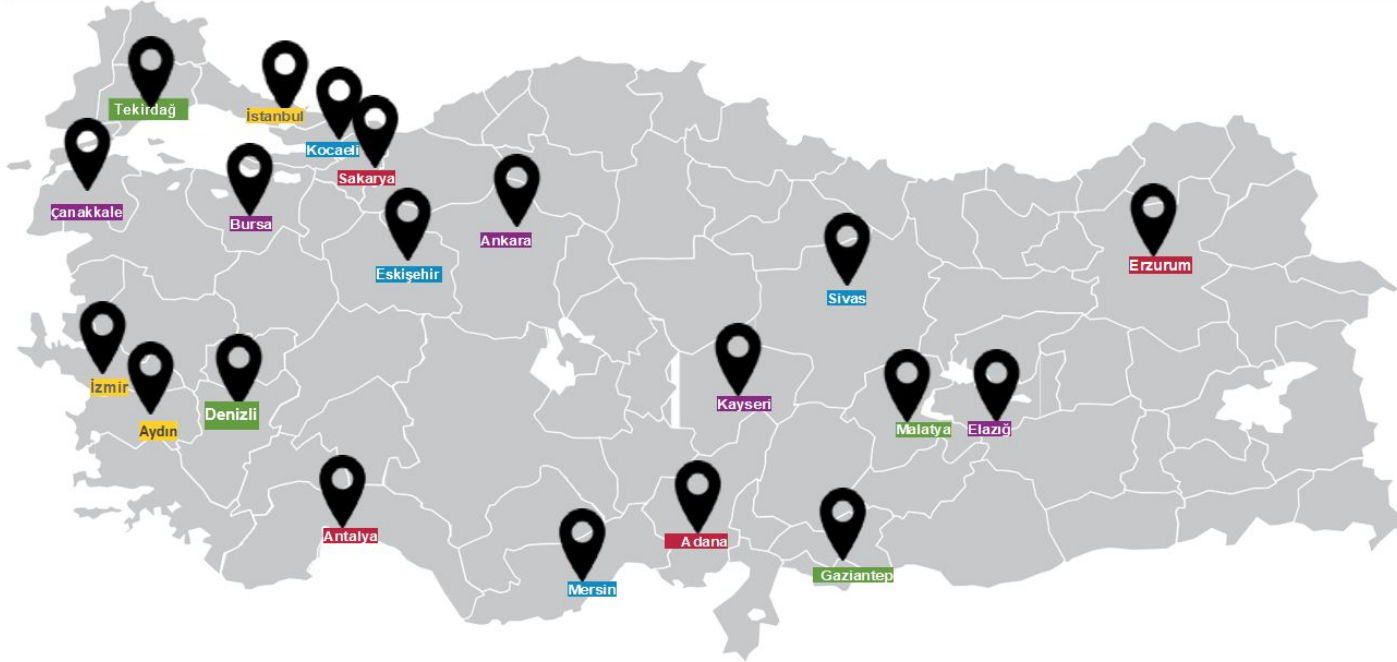 Tekirdağ
İstanbul
Kocaeli
Sakarya
Çanakkale
Bursa
Ankara
Eskişehir
Erzurum
Sivas
İzmir
Aydın
Denizli
Kayseri
Malatya
Elazığ
Antalya
Adana
Gaziantep
Mersin